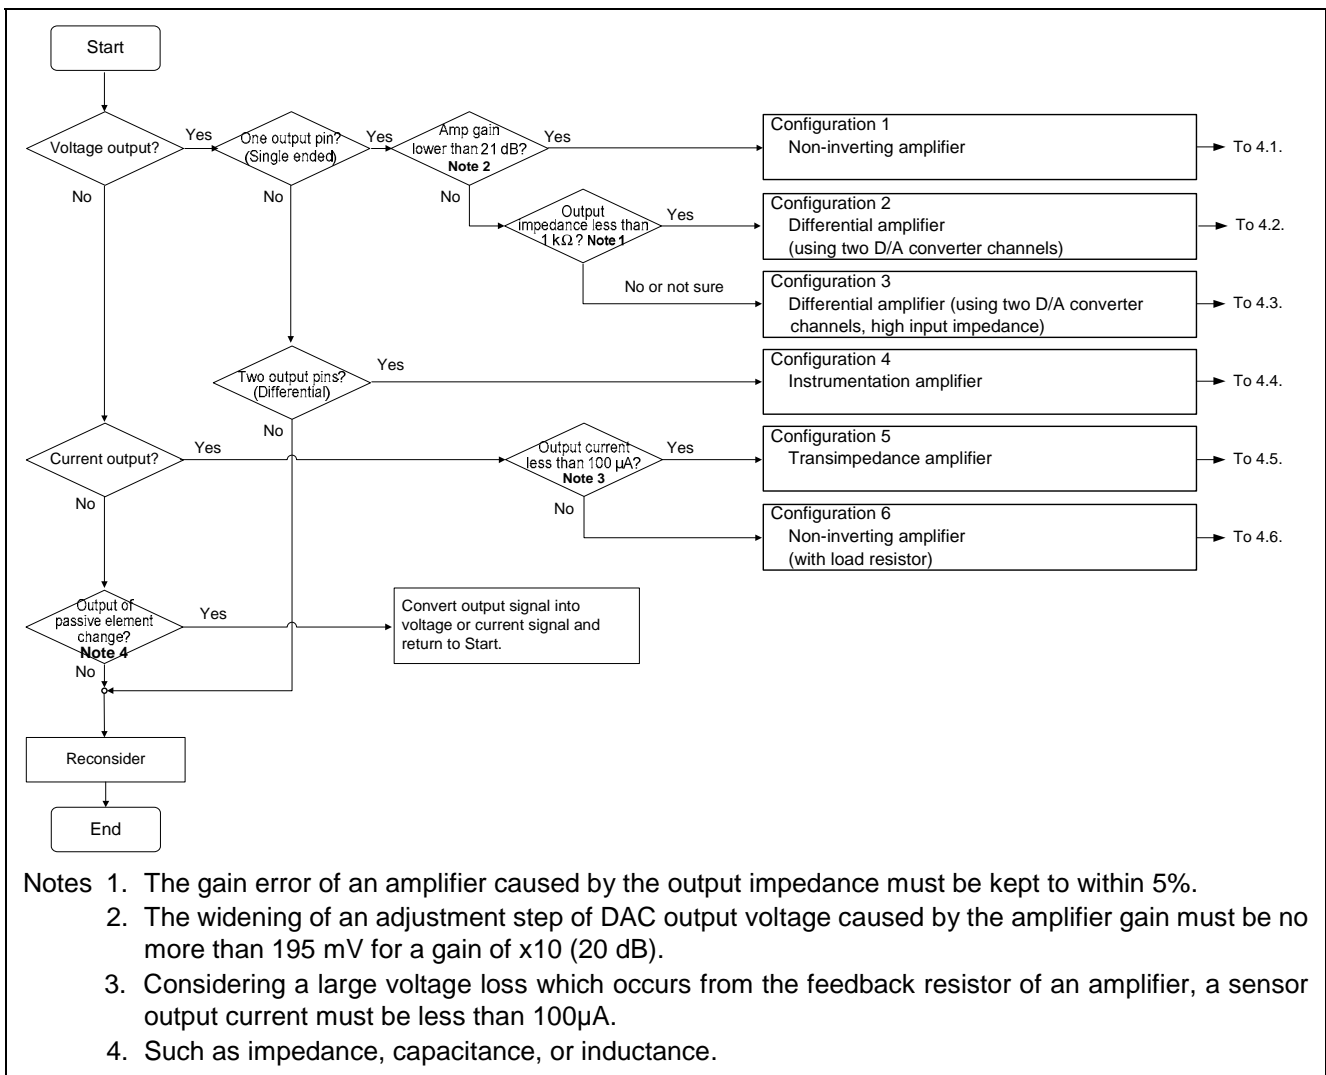 Start
Voltage output?
Yes
No
One output pin?
(Single ended)
Yes
No
Amp gain
lower than 21 dB?
Note 2
Yes
No
Configuration 1
Non-inverting amplifier
To 4.1.
Output
impedance less than
1 kΩ? Note 1
Yes
No or not sure
Configuration 2
Differential amplifier
(using two D/A converter channels)
To 4.2.
Configuration 3
Differential amplifier (using two D/A converter
channels, high input impedance)
To 4.3.
Two output pins?
(Differential)
Yes
No
Configuration 4
Instrumentation amplifier
To 4.4.
Current output?
Yes
No
Output current
less than 100 µA?
Note 3
Yes
No
Configuration 5
Transimpedance amplifier
To 4.5.
Configuration 6
Non-inverting amplifier
(with load resistor)
To 4.6.
Output of
passive element
change?
Note 4
Yes
No
Convert output signal into
voltage or current signal and
return to Start.
Reconsider
End
Notes 1. The gain error of an amplifier caused by the output impedance must be kept to within 5%.
2. The widening of an adjustment step of DAC output voltage caused by the amplifier gain must be no
more than 195 mV for a gain of x10 (20 dB).
3. Considering a large voltage loss which occurs from the feedback resistor of an amplifier, a sensor
output current must be less than 100µA.
4. Such as impedance, capacitance, or inductance.